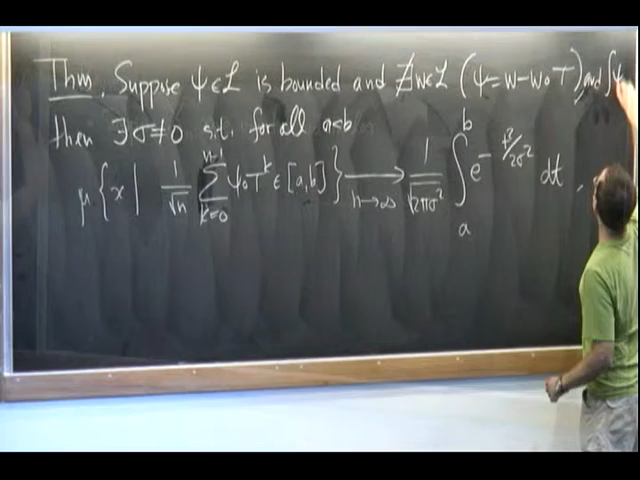 Thm. Suppose ψ∈ℒ is bounded and ∄w∈ℒ (ψ=w-w∘T) and ∫ψ
then ∃σ≠0 s.t. for all a<b
μ{x| 1/√n ∑_{k=0}^{n-1} ψ∘T^k ∈ [a,b]} ⟶_{n→∞} 1/√2πσ² ∫_a^b e^{-t²/2σ²} dt,